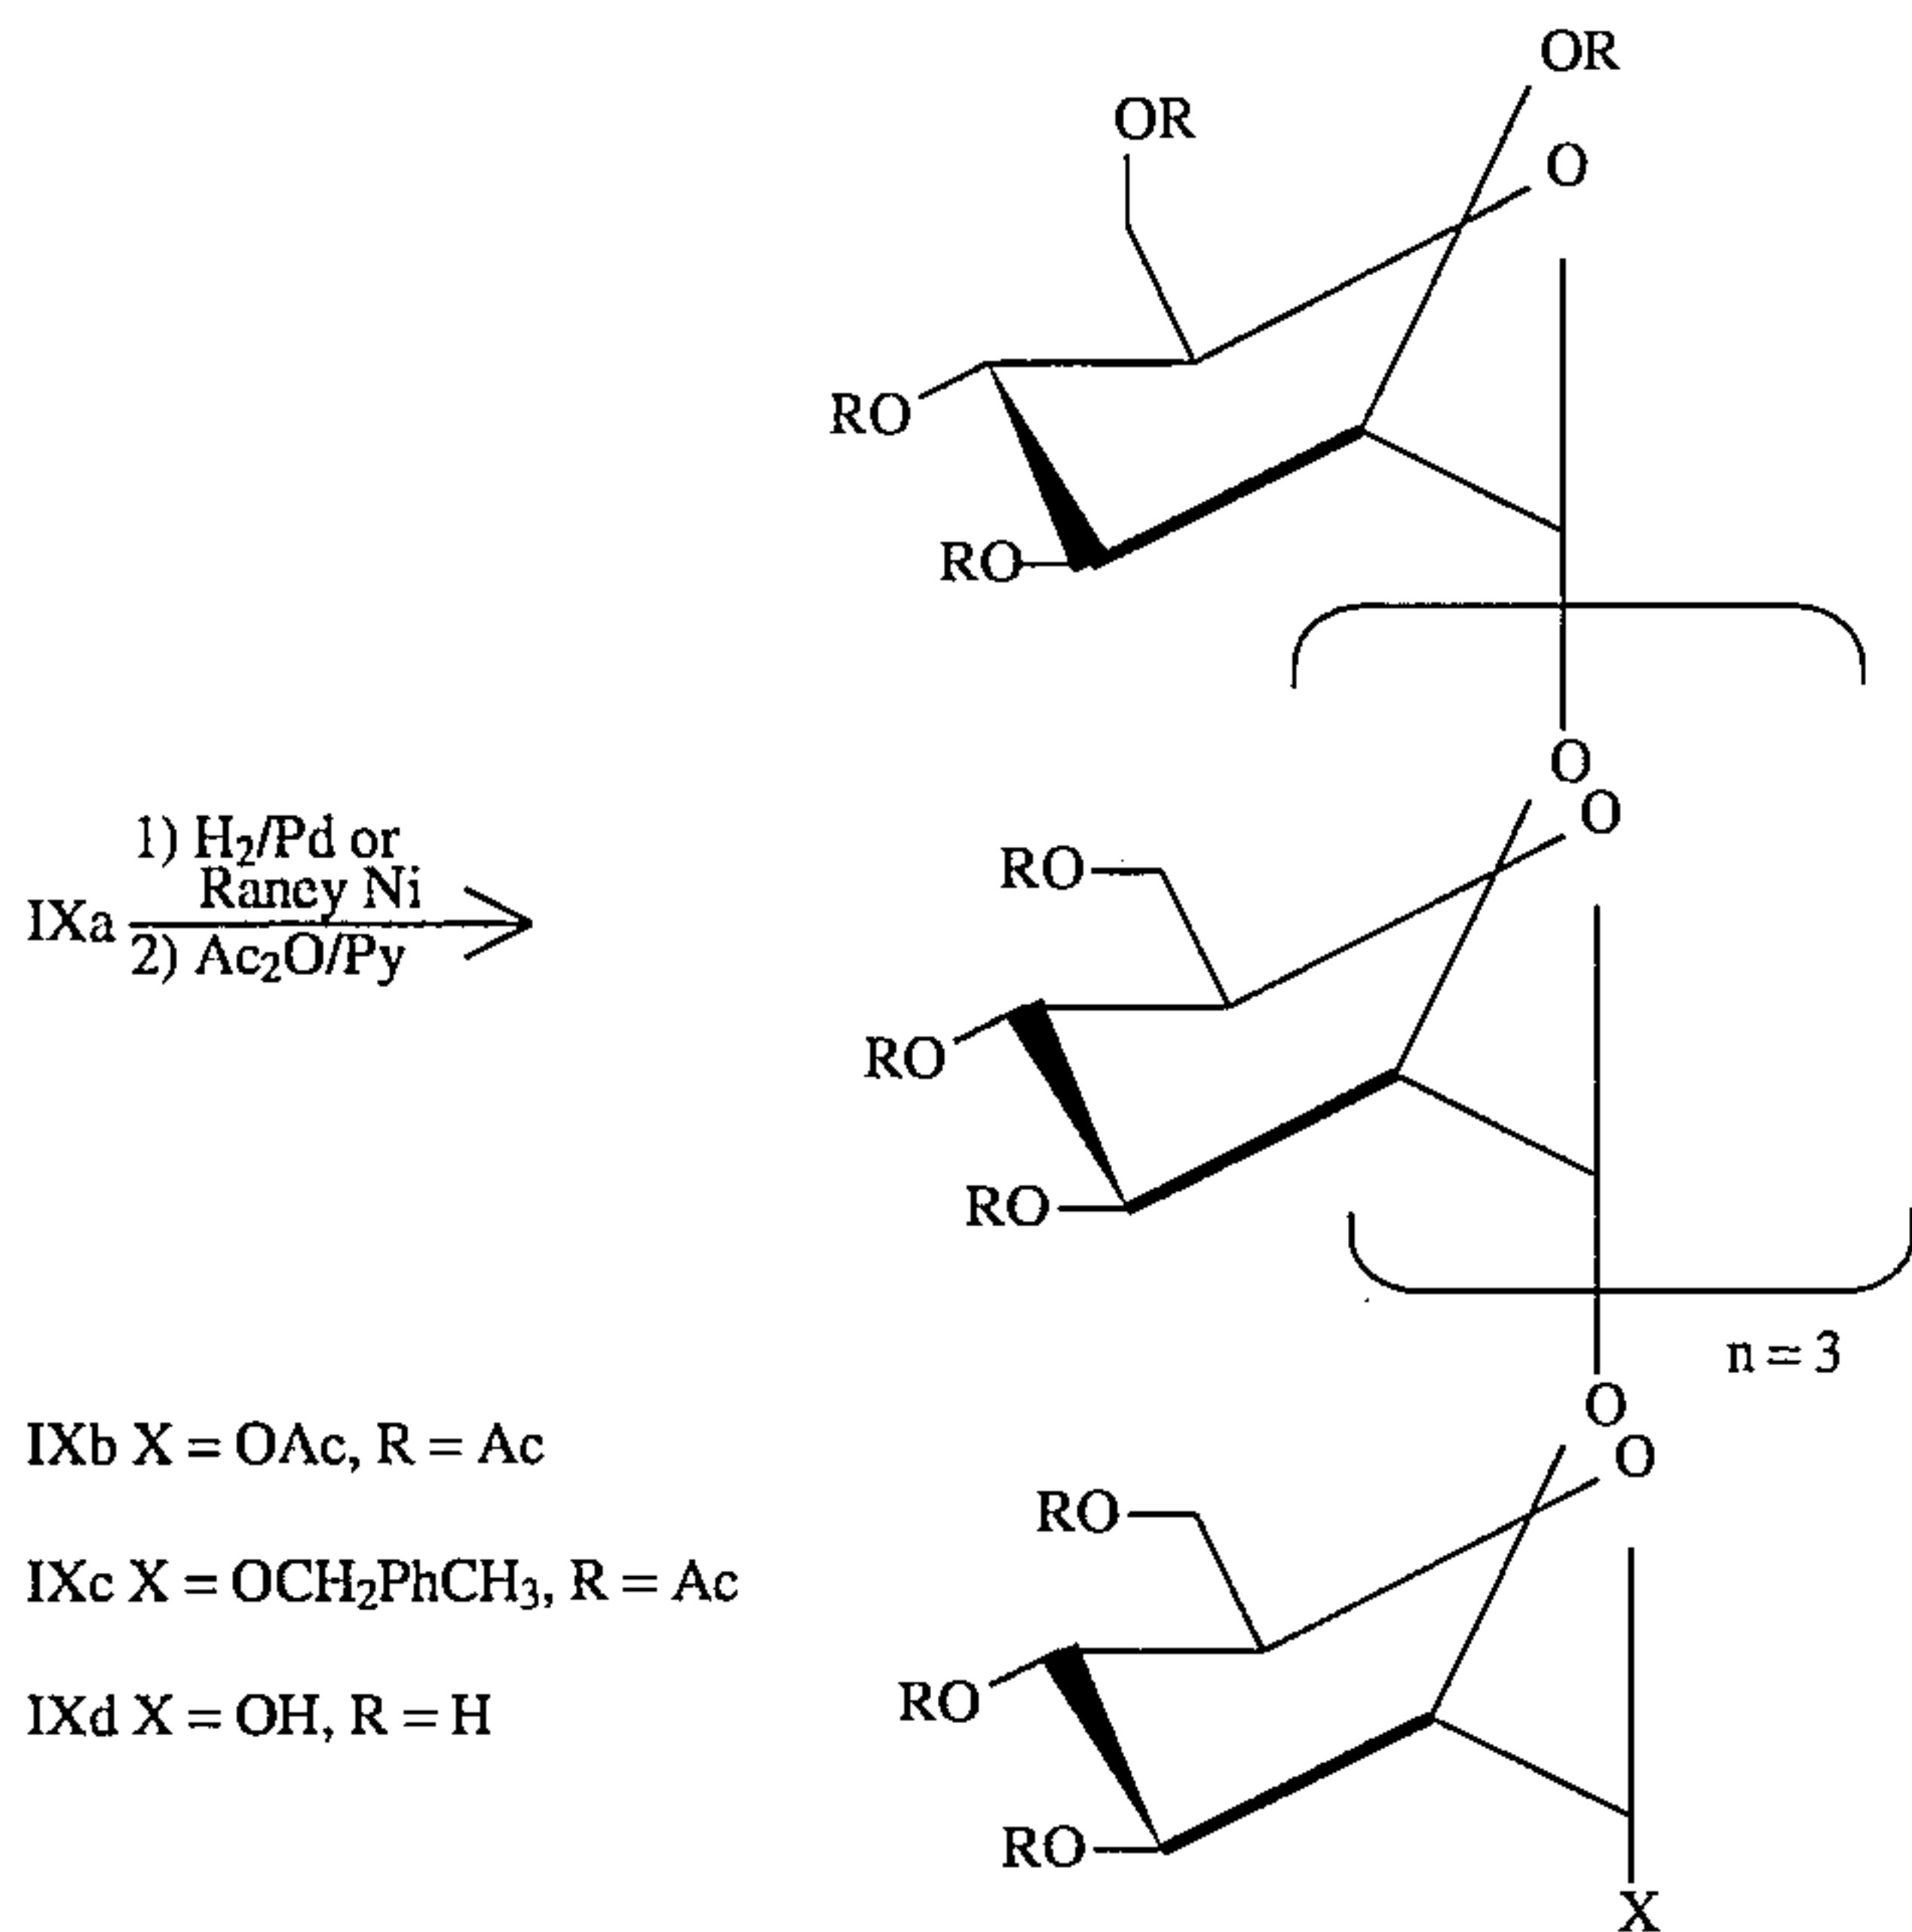 OR
OR
O
RO
RO
O
O
1) H₂/Pd or
Raney Ni
IXa
2) Ac₂O/Py
RO
RO
RO
n = 3
O
O
IXb X = OAc, R = Ac
RO
IXc X = OCH₂PhCH₃, R = Ac
RO
IXd X = OH, R = H
RO
X